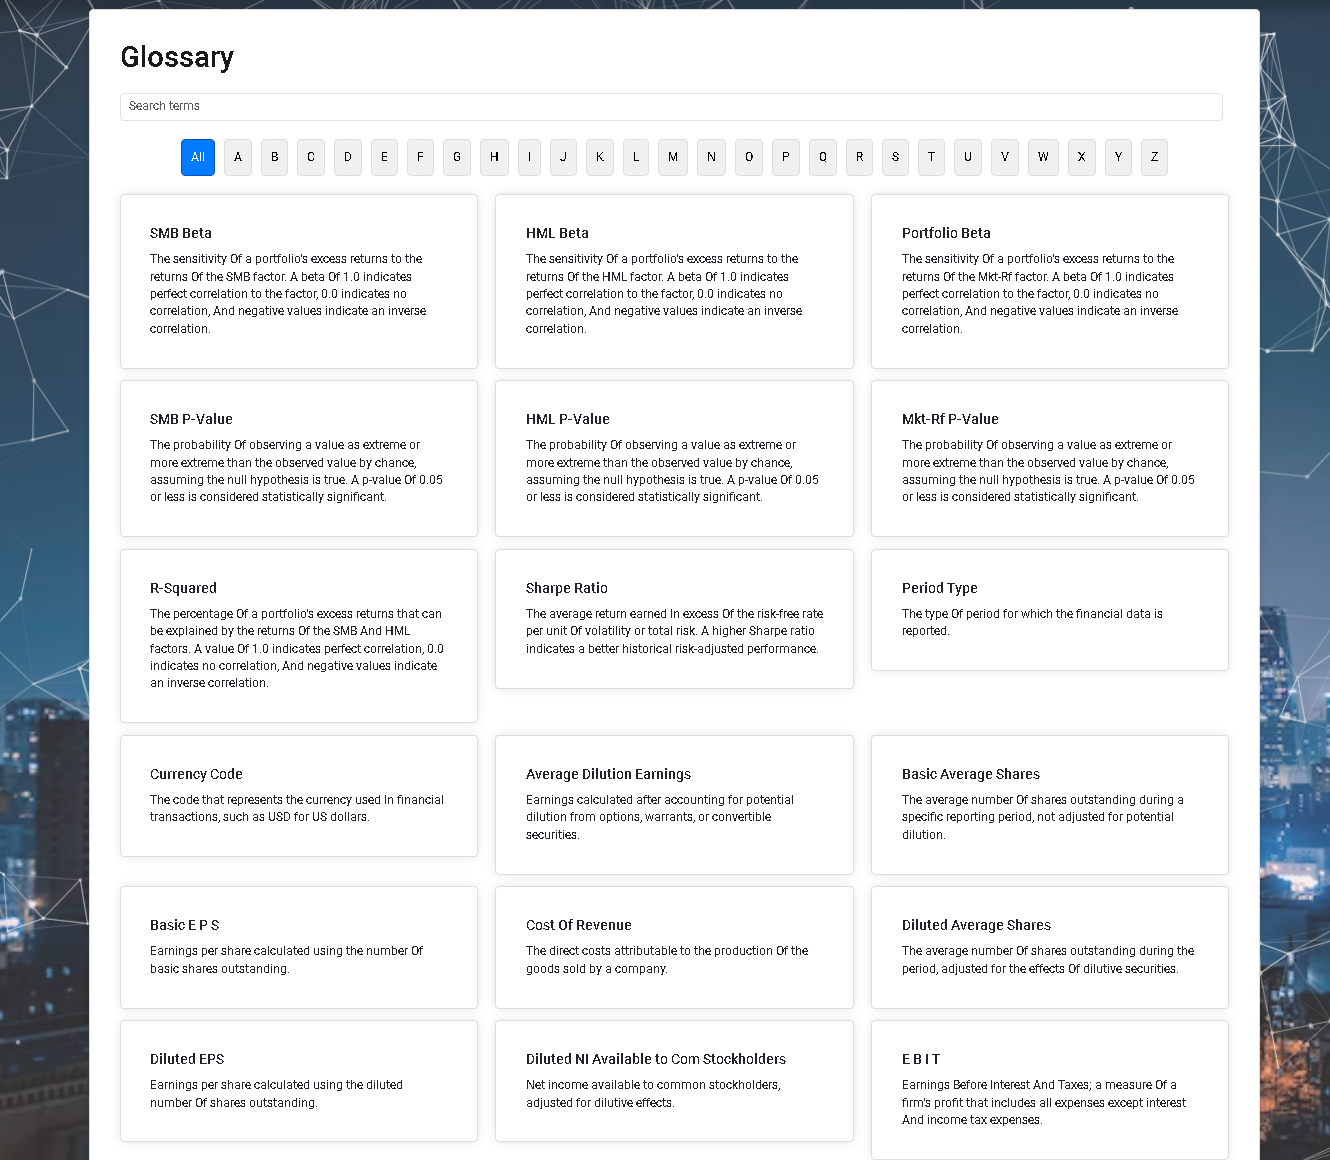 Glossary
Search terms
All A B C D E F G H I J K L M N O P Q R S T U V W X Y Z
SMB Beta
The sensitivity Of a portfolio's excess returns to the
returns Of the SMB factor. A beta Of 1.0 indicates
perfect correlation to the factor, 0.0 indicates no
correlation, And negative values indicate an inverse
correlation.
HML Beta
The sensitivity Of a portfolio's excess returns to the
returns Of the HML factor. A beta Of 1.0 indicates
perfect correlation to the factor, 0.0 indicates no
correlation, And negative values indicate an inverse
correlation.
Portfolio Beta
The sensitivity Of a portfolio's excess returns to the
returns Of the Mkt-Rf factor. A beta Of 1.0 indicates
perfect correlation to the factor, 0.0 indicates no
correlation, And negative values indicate an inverse
correlation.
SMB P-Value
The probability Of observing a value as extreme or
more extreme than the observed value by chance,
assuming the null hypothesis is true. A p-value Of 0.05
or less is considered statistically significant.
HML P-Value
The probability Of observing a value as extreme or
more extreme than the observed value by chance,
assuming the null hypothesis is true. A p-value Of 0.05
or less is considered statistically significant.
Mkt-Rf P-Value
The probability Of observing a value as extreme or
more extreme than the observed value by chance,
assuming the null hypothesis is true. A p-value Of 0.05
or less is considered statistically significant.
R-Squared
The percentage Of a portfolio's excess returns that can
be explained by the returns Of the SMB And HML
factors. A value Of 1.0 indicates perfect correlation, 0.0
indicates no correlation, And negative values indicate
an inverse correlation.
Sharpe Ratio
The average return earned In excess Of the risk-free rate
per unit Of volatility or total risk. A higher Sharpe ratio
indicates a better historical risk-adjusted performance.
Period Type
The type Of period for which the financial data is
reported.
Currency Code
The code that represents the currency used In financial
transactions, such as USD for US dollars.
Average Dilution Earnings
Earnings calculated after accounting for potential
dilution from options, warrants, or convertible
securities.
Basic Average Shares
The average number Of shares outstanding during a
specific reporting period, not adjusted for potential
dilution.
Basic E P S
Earnings per share calculated using the number Of
basic shares outstanding.
Cost Of Revenue
The direct costs attributable to the production Of the
goods sold by a company.
Diluted Average Shares
The average number Of shares outstanding during the
period, adjusted for the effects Of dilutive securities.
Diluted EPS
Earnings per share calculated using the diluted
number Of shares outstanding.
Diluted NI Available to Com Stockholders
Net income available to common stockholders,
adjusted for dilutive effects.
E B I T
Earnings Before Interest And Taxes; a measure Of a
firm's profit that includes all expenses except interest
And income tax expenses.